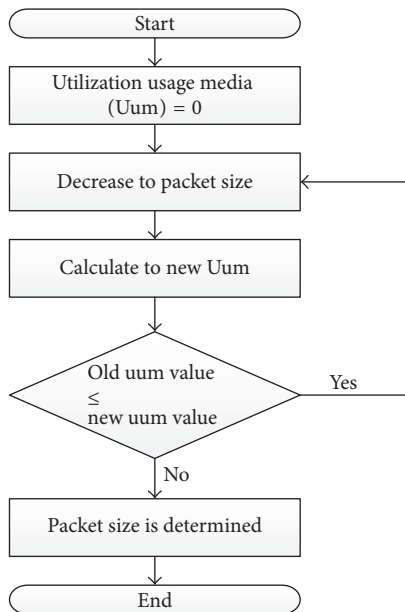 Start
Utilization usage media
(Uum) = 0
Decrease to packet size
Calculate to new Uum
Old uum value
≤
new uum value
Yes
No
Packet size is determined
End